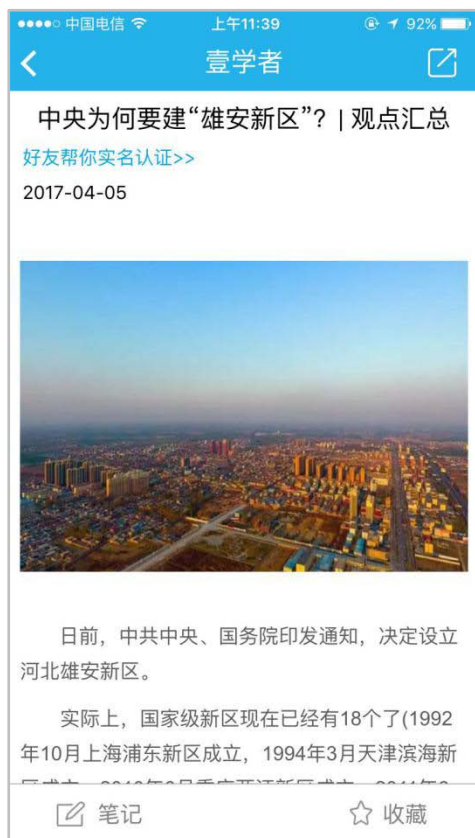 中国电信 上午11:39 92%
壹学者
中央为何要建“雄安新区”？| 观点汇总
好友帮你实名认证>>
2017-04-05
日前，中共中央、国务院印发通知，决定设立
河北雄安新区。
实际上，国家级新区现在已经有18个了(1992
年10月上海浦东新区成立，1994年3月天津滨海新
笔记 收藏